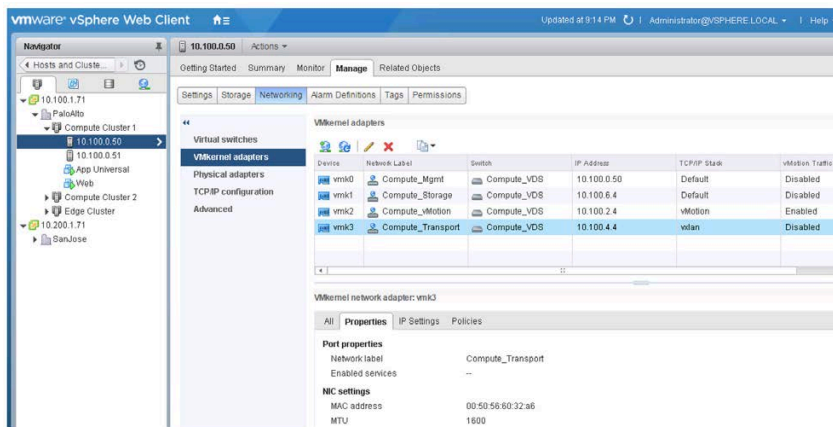 vmware® vSphere Web Client
Updated at 9:14 PM
Administrator@VSPHERE.LOCAL
Help
Navigator
Hosts and Cluste...
10.100.1.71
PaloAlto
Compute Cluster 1
10.100.0.50
10.100.0.51
App Universal
Web
Compute Cluster 2
Edge Cluster
10.200.1.71
SanJose
10.100.0.50 Actions
Getting Started Summary Monitor Manage Related Objects
Settings Storage Networking Alarm Definitions Tags Permissions
Virtual switches
VMkernel adapters
Physical adapters
TCP/IP configuration
Advanced
VMkernel adapters
Device Network Label Switch IP Address TCP/IP Stack vMotion Traffic
vmk0 Compute_Mgmt Compute_VDS 10.100.0.50 Default Disabled
vmk1 Compute_Storage Compute_VDS 10.100.6.4 Default Disabled
vmk2 Compute_vMotion Compute_VDS 10.100.2.4 vMotion Enabled
vmk3 Compute_Transport Compute_VDS 10.100.4.4 vxlan Disabled
VMkernel network adapter: vmk3
All Properties IP Settings Policies
Port properties
Network label Compute_Transport
Enabled services --
NIC settings
MAC address 00:50:56:60:32:a6
MTU 1600